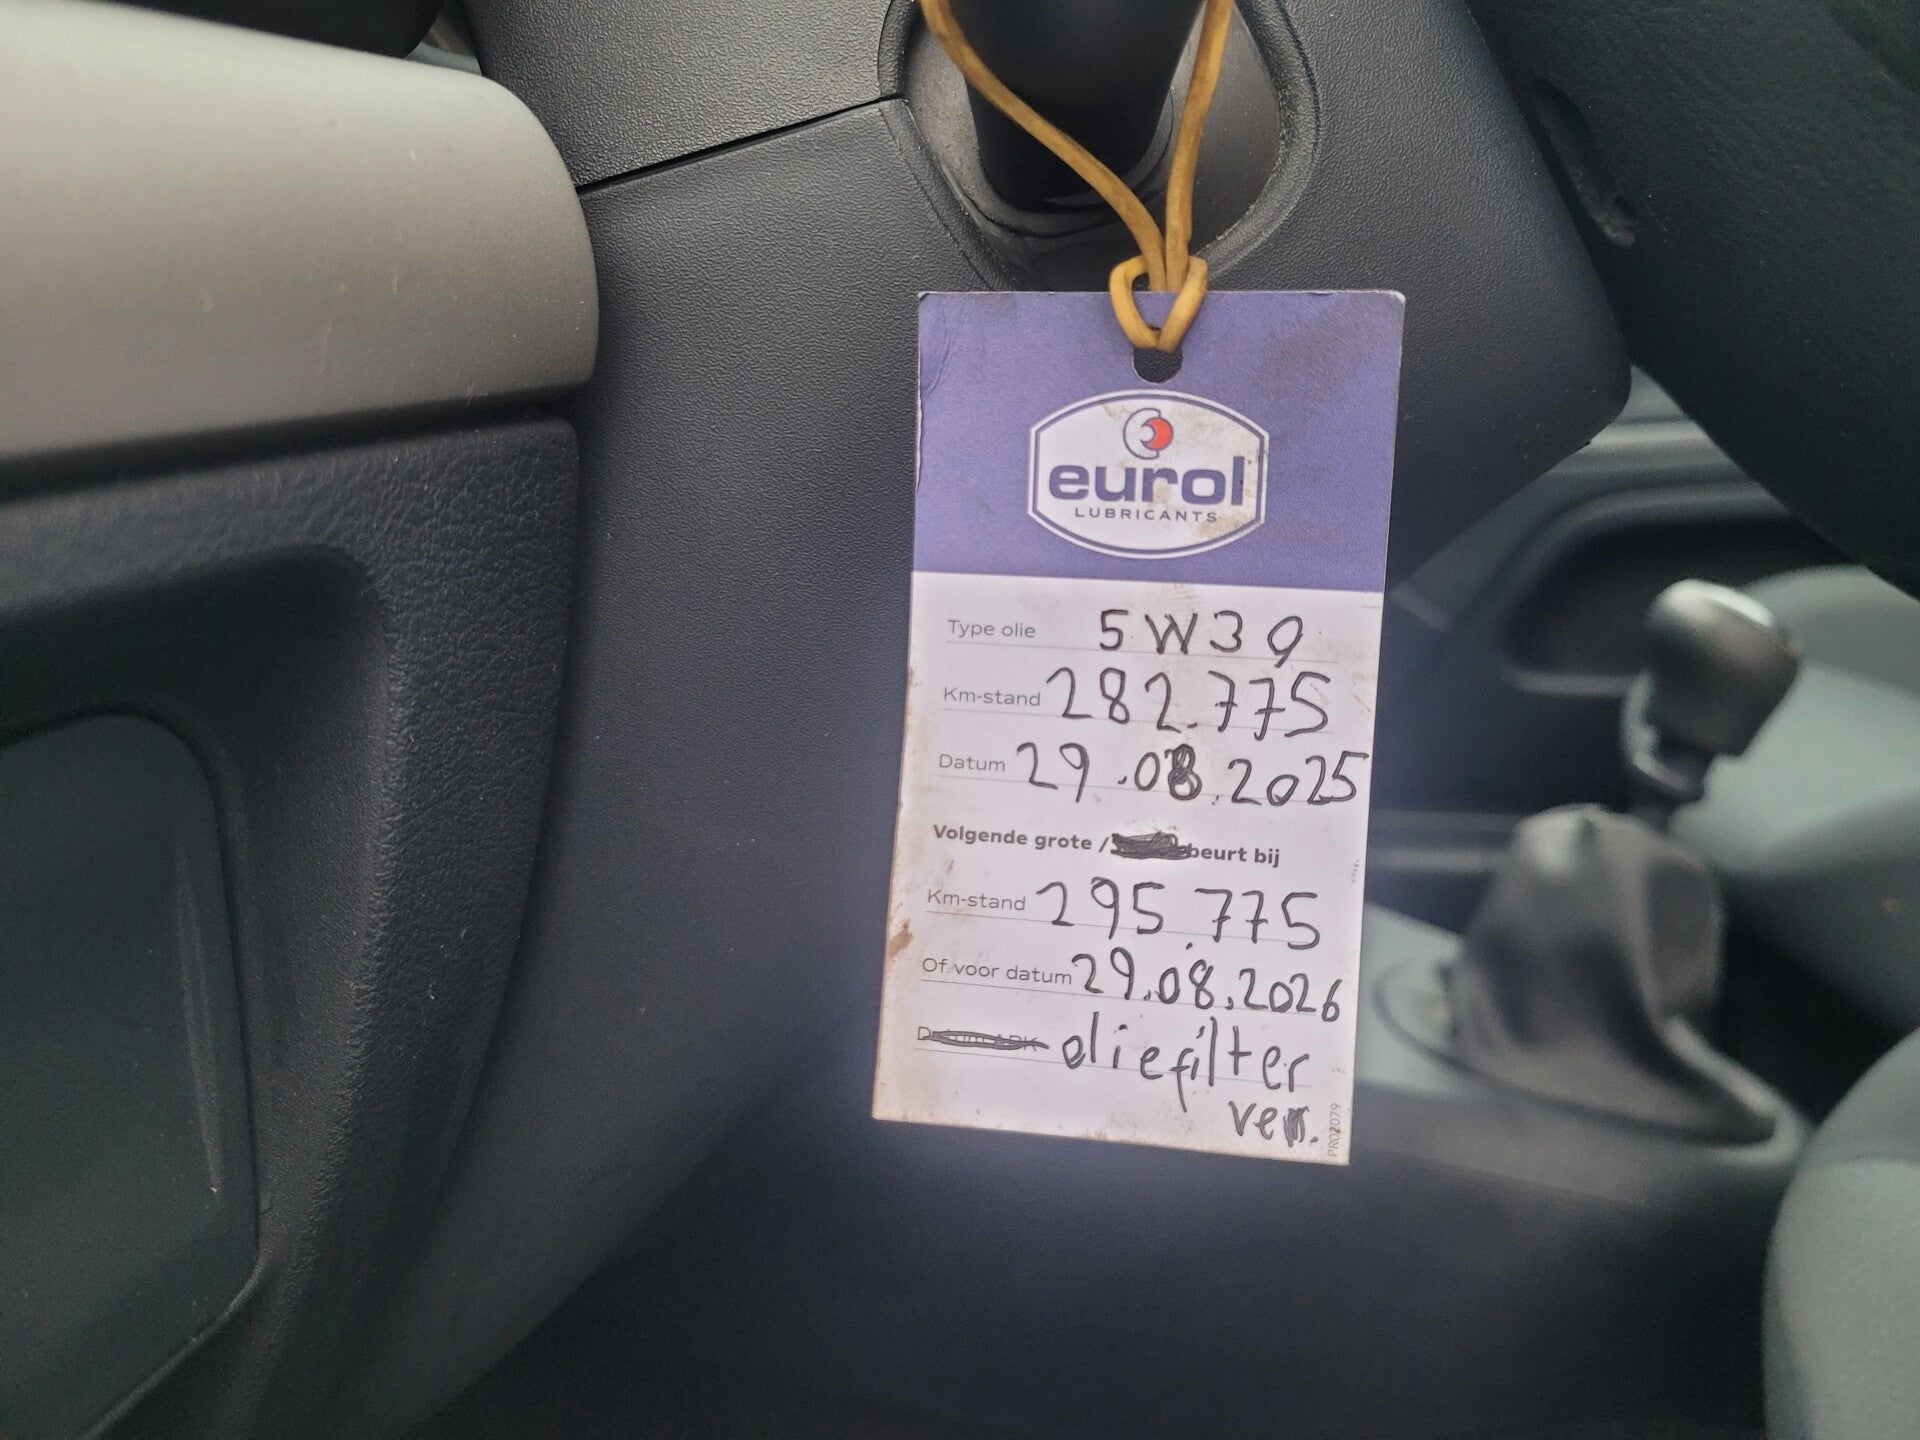 eurol
LUBRICANTS
Type olie 5W30
Km-stand 282.775
Datum 29.08.2025
Volgende grote / beurt bij
Km-stand 295.775
Of voor datum 29.08.2026
oliefilter
ver.
PR02079